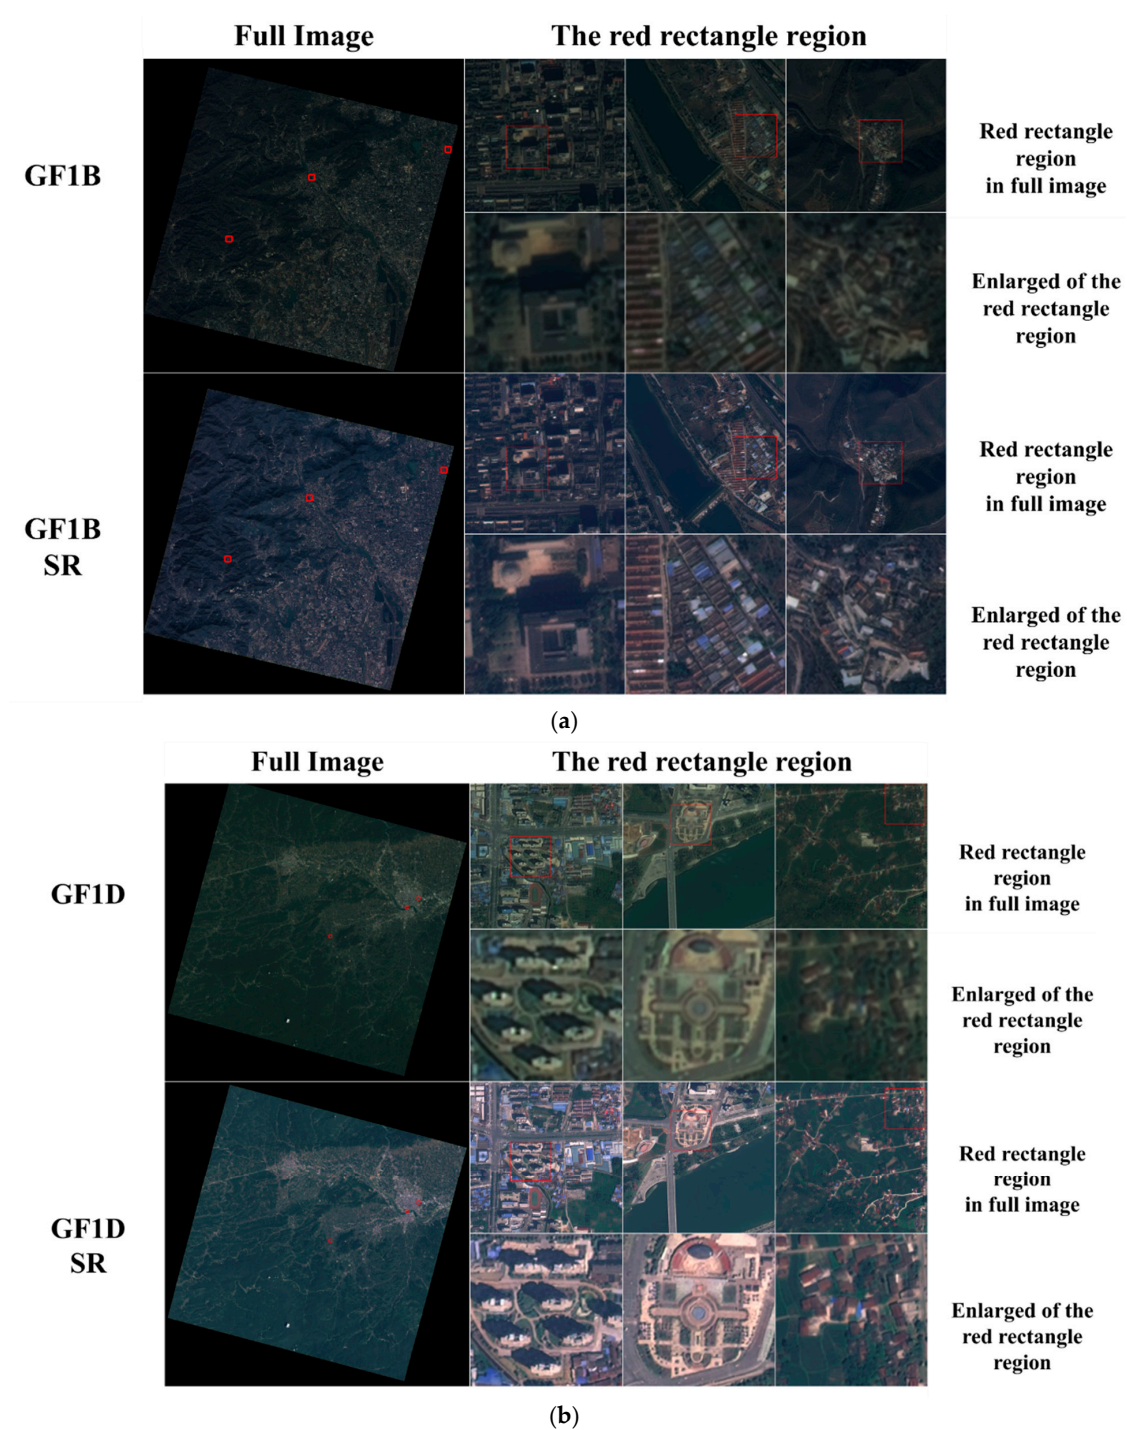 Full Image
The red rectangle region
GF1B
Red rectangle
region
in full image
Enlarged of the
red rectangle
region
GF1B
SR
Red rectangle
region
in full image
Enlarged of the
red rectangle
region
(a)
Full Image
The red rectangle region
GF1D
Red rectangle
region
in full image
Enlarged of the
red rectangle
region
GF1D
SR
Red rectangle
region
in full image
Enlarged of the
red rectangle
region
(b)